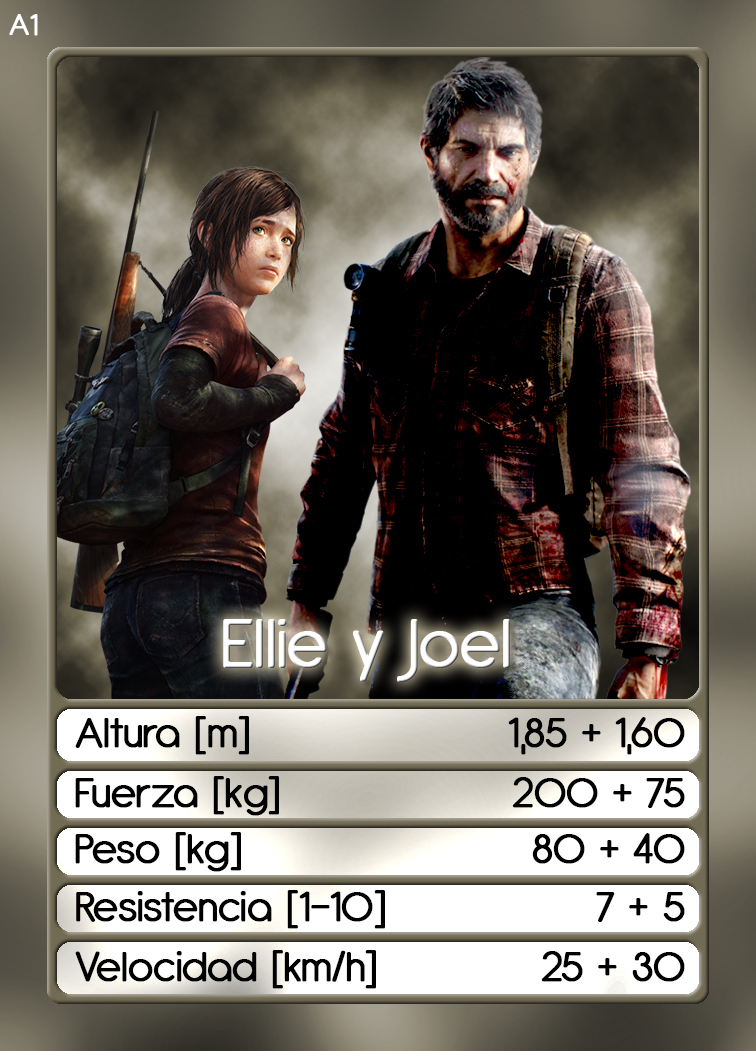 A1
Ellie y Joel
Altura [m] 1,85 + 1,60
Fuerza [kg] 200 + 75
Peso [kg] 80 + 40
Resistencia [1-10] 7 + 5
Velocidad [km/h] 25 + 30